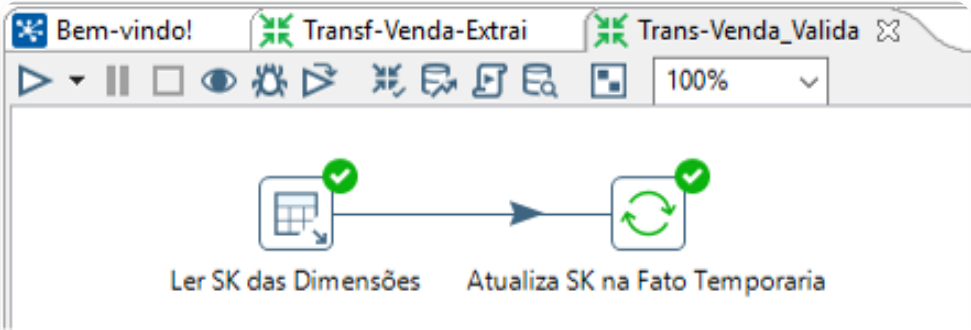 Bem-vindo! Transf-Venda-Extrai Trans-Venda_Valida
100%
Ler SK das Dimensões Atualiza SK na Fato Temporaria